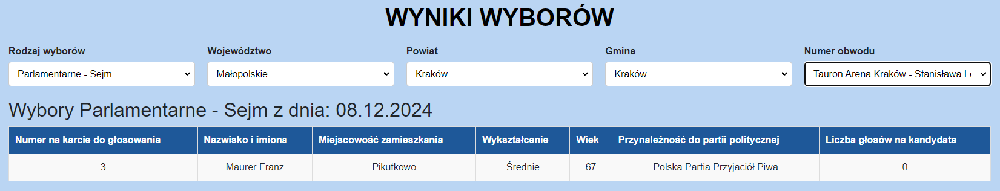 WYNIKI WYBORÓW
Rodzaj wyborów Województwo Powiat Gmina Numer obwodu
Parlamentarne - Sejm Małopolskie Kraków Kraków Tauron Arena Kraków - Stanisława
Wybory Parlamentarne - Sejm z dnia: 08.12.2024
Numer na karcie do głosowania Nazwisko i imiona Miejscowość zamieszkania Wykształcenie Wiek Przynależność do partii politycznej Liczba głosów na kandydata
3 Maurer Franz Pikutkowo Średnie 67 Polska Partia Przyjaciół Piwa 0